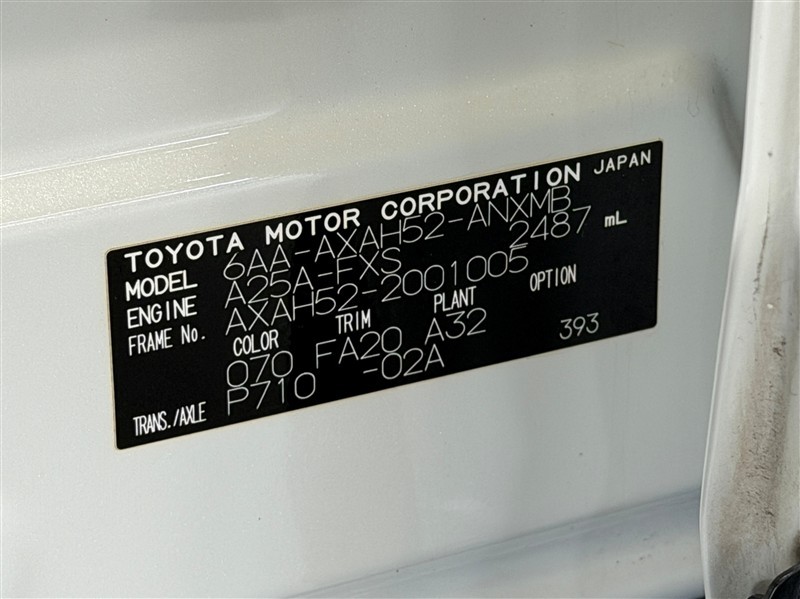 TOYOTA MOTOR CORPORATION JAPAN
MODEL 6AA-AXAH52-ANXMB
ENGINE A25A-FXS 2487 mL
FRAME No. AXAH52-2001005
COLOR TRIM PLANT OPTION
070 FA20 A32 393
TRANS./AXLE P710 -02A